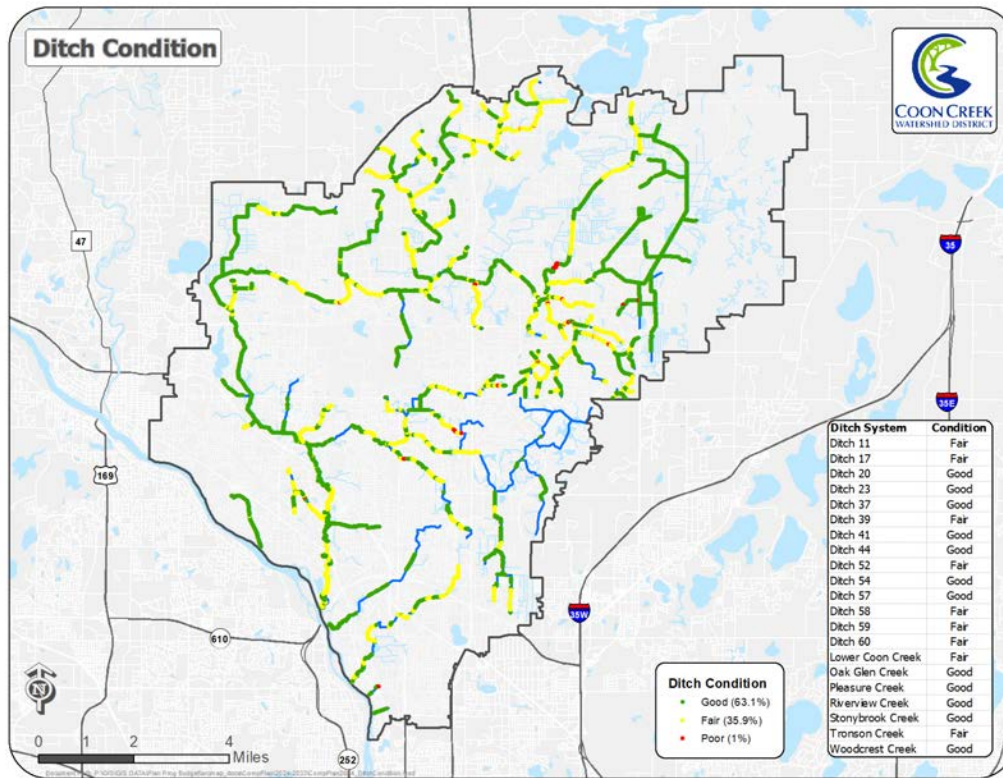 Ditch Condition
COON CREEK
WATERSHED DISTRICT
47
35
35E
169
35W
610
252
N
0 1 2 4
Miles
Ditch Condition
Good (63.1%)
Fair (35.9%)
Poor (1%)
Ditch System Condition
Ditch 11 Fair
Ditch 17 Fair
Ditch 20 Good
Ditch 23 Good
Ditch 37 Good
Ditch 39 Fair
Ditch 41 Good
Ditch 44 Good
Ditch 52 Fair
Ditch 54 Good
Ditch 57 Good
Ditch 58 Fair
Ditch 59 Fair
Ditch 60 Fair
Lower Coon Creek Fair
Oak Glen Creek Good
Pleasure Creek Good
Riverview Creek Good
Stonybrook Creek Good
Tronson Creek Fair
Woodcrest Creek Good